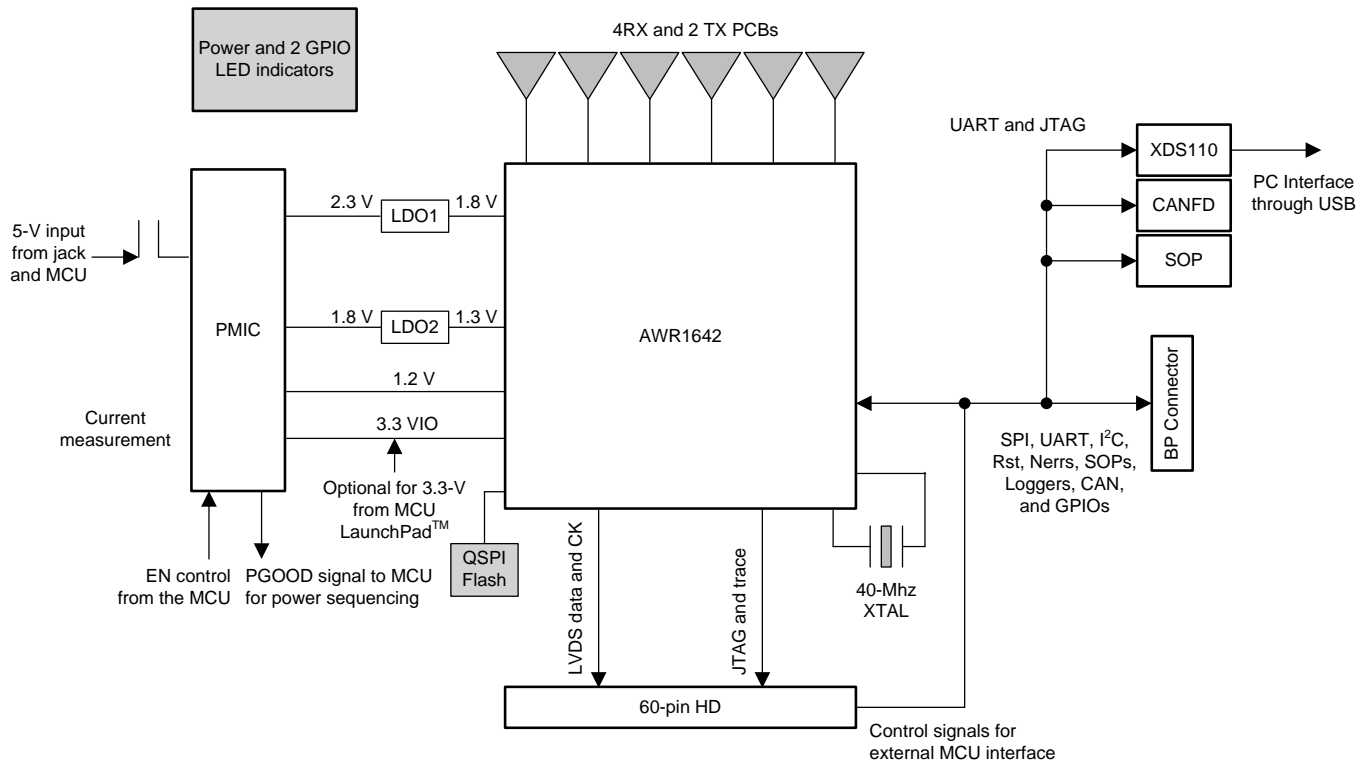 Power and 2 GPIO
LED indicators
4RX and 2 TX PCBs
UART and JTAG
XDS110
PC Interface
through USB
CANFD
SOP
5-V input
from jack
and MCU
PMIC
2.3 V
LDO1
1.8 V
1.8 V
LDO2
1.3 V
1.2 V
3.3 VIO
AWR1642
BP Connector
Current
measurement
Optional for 3.3-V
from MCU
LaunchPad™
SPI, UART, I²C,
Rst, Nerrs, SOPs,
Loggers, CAN,
and GPIOs
EN control
from the MCU
PGOOD signal to MCU
for power sequencing
QSPI
Flash
LVDS data and CK
JTAG and trace
40-Mhz
XTAL
60-pin HD
Control signals for
external MCU interface